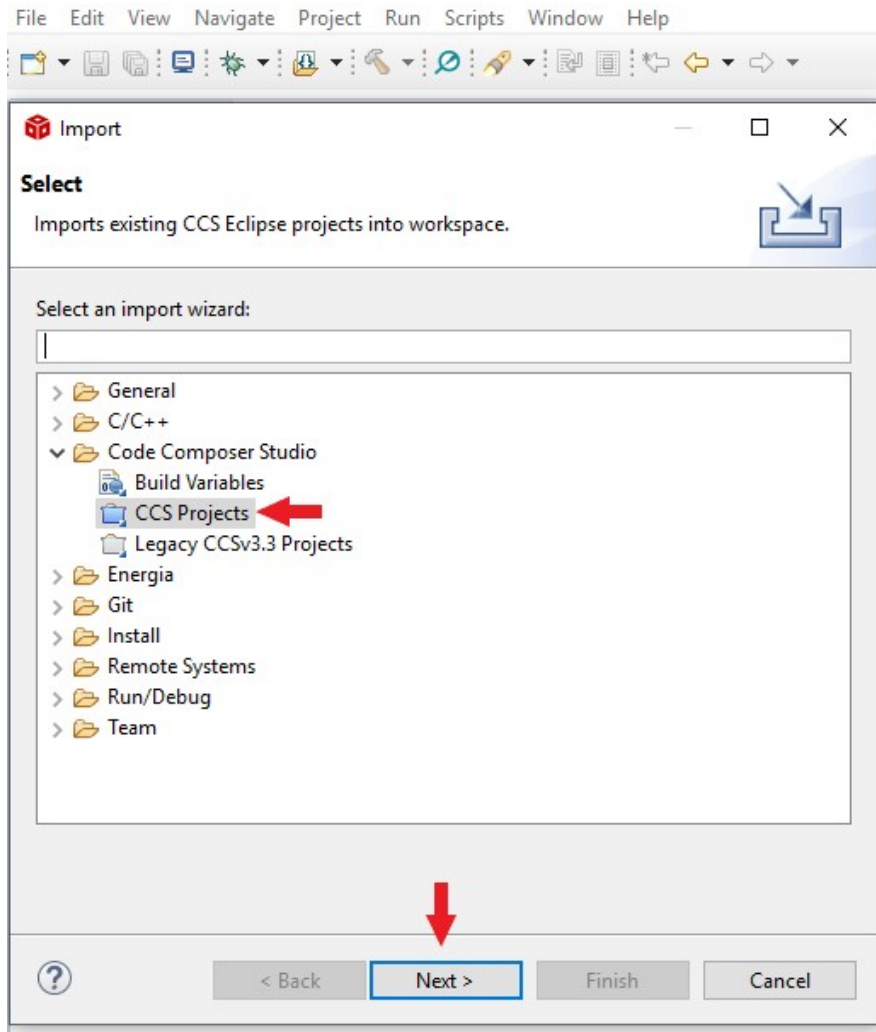 File Edit View Navigate Project Run Scripts Window Help
Import
Select
Imports existing CCS Eclipse projects into workspace.
Select an import wizard:
General
C/C++
Code Composer Studio
Build Variables
CCS Projects
Legacy CCSv3.3 Projects
Energia
Git
Install
Remote Systems
Run/Debug
Team
? < Back Next > Finish Cancel